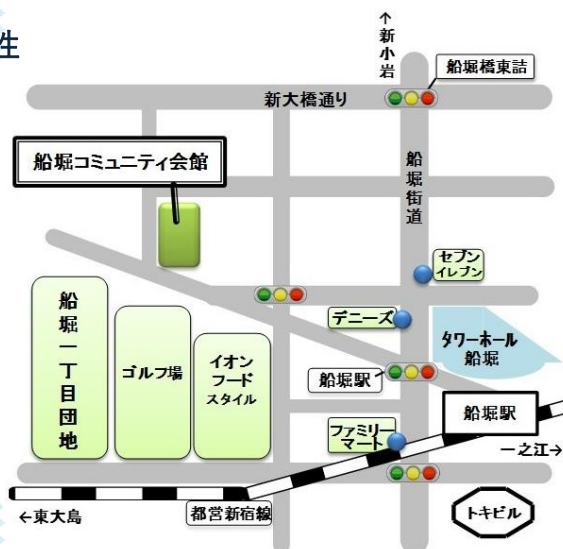 性
↑
新小岩
船堀橋東詰
新大橋通り
船堀コミュニティ会館
船堀街道
セブン
イレブン
デニーズ
タワーホール
船堀
船堀一丁目団地
ゴルフ場
イオン
フード
スタイル
船堀駅
船堀駅
ファミリー
マート
一之江→
←東大島
都営新宿線
トキビル